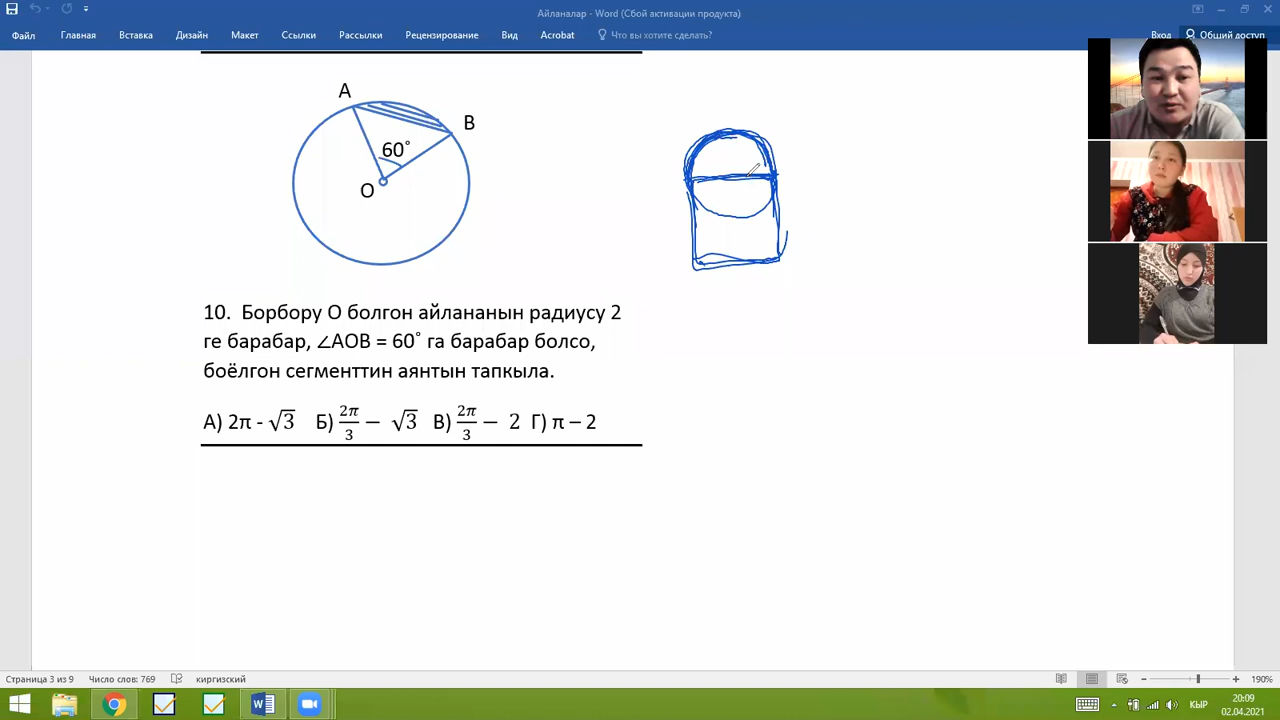 Айланалар - Word (Сбой активации продукта)
Файл Главная Вставка Дизайн Макет Ссылки Рассылки Рецензирование Вид Acrobat Что вы хотите сделать? Вход Общий доступ
A
B
60˚
O
10. Борбору О болгон айлананын радиусу 2
ге барабар, ∠AOB = 60˚ га барабар болсо,
боёлгон сегменттин аянтын тапкыла.
А) 2π - √3 Б) 2π/3 − √3 В) 2π/3 − 2 Г) π – 2
Страница 3 из 9 Число слов: 769 киргизский 190%
КЫР
20:09
02.04.2021